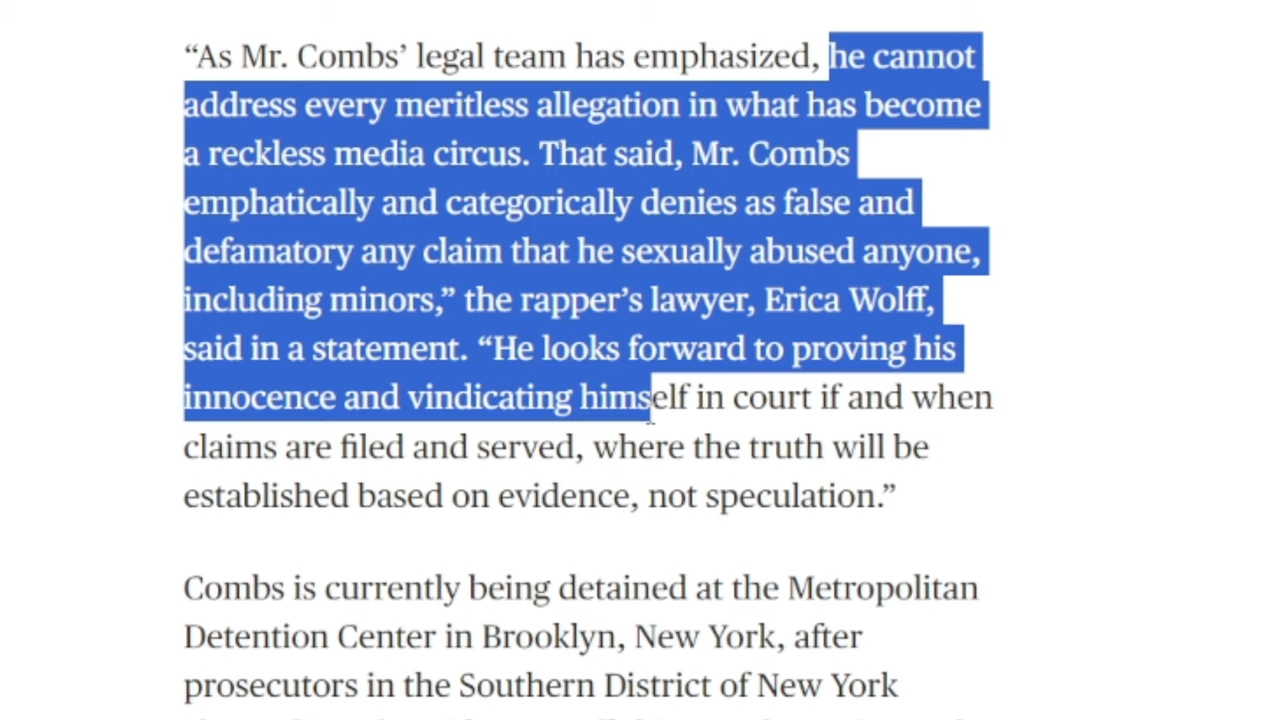 “As Mr. Combs’ legal team has emphasized, he cannot
address every meritless allegation in what has become
a reckless media circus. That said, Mr. Combs
emphatically and categorically denies as false and
defamatory any claim that he sexually abused anyone,
including minors,” the rapper’s lawyer, Erica Wolff,
said in a statement. “He looks forward to proving his
innocence and vindicating himself in court if and when
claims are filed and served, where the truth will be
established based on evidence, not speculation.”
Combs is currently being detained at the Metropolitan
Detention Center in Brooklyn, New York, after
prosecutors in the Southern District of New York